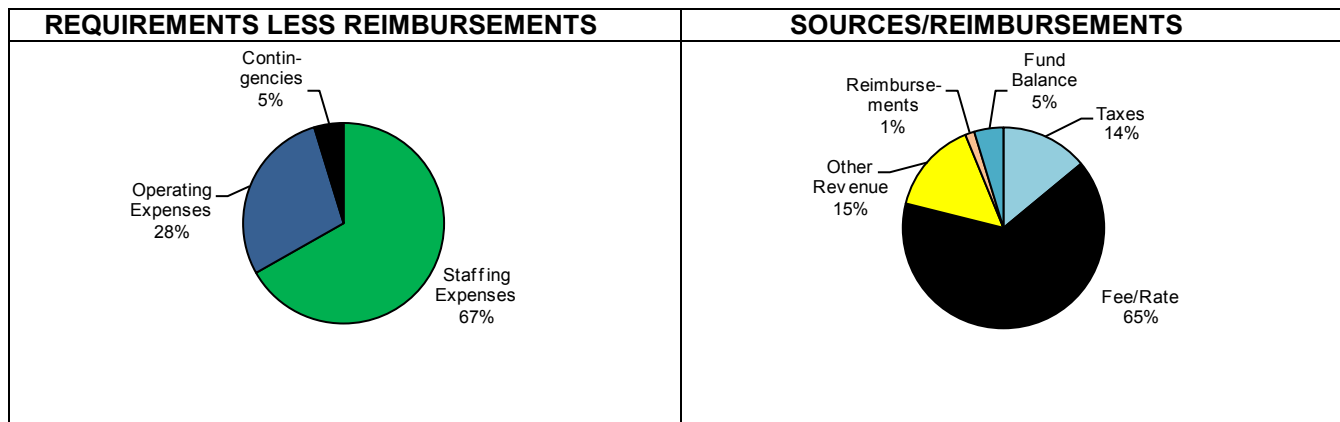 REQUIREMENTS LESS REIMBURSEMENTS
Contin-
gencies
5%
Operating
Expenses
28%
Staffing
Expenses
67%
SOURCES/REIMBURSEMENTS
Fund
Balance
5%
Reimburse-
ments
1%
Taxes
14%
Other
Revenue
15%
Fee/Rate
65%